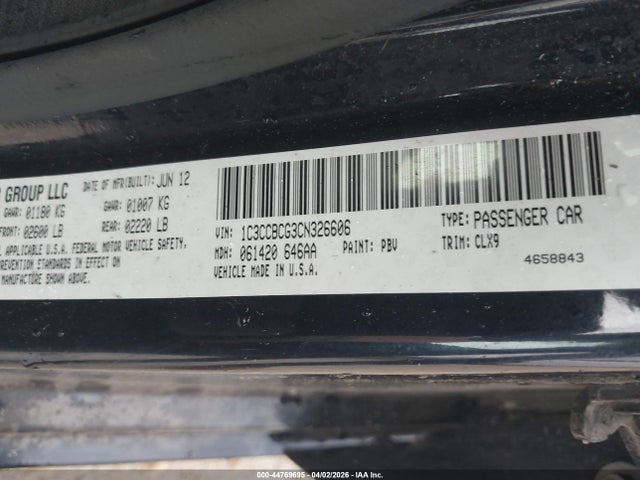 GROUP LLC DATE OF MFR(BUILT): JUN 12
GAWR: 01180 KG GAWR: 01007 KG
FRONT: 02600 LB REAR: 02220 LB
APPLICABLE U.S.A. FEDERAL MOTOR VEHICLE SAFETY,
PREVENTION STANDARDS IN EFFECT ON
MANUFACTURE SHOWN ABOVE.
VIN: 1C3CCBCG3CN326606 TYPE: PASSENGER CAR
MDH: 061420 646AA PAINT: PBV TRIM: CLX9
VEHICLE MADE IN U.S.A. 4658843
000-44769695 - 04/02/2026 - IAA Inc.